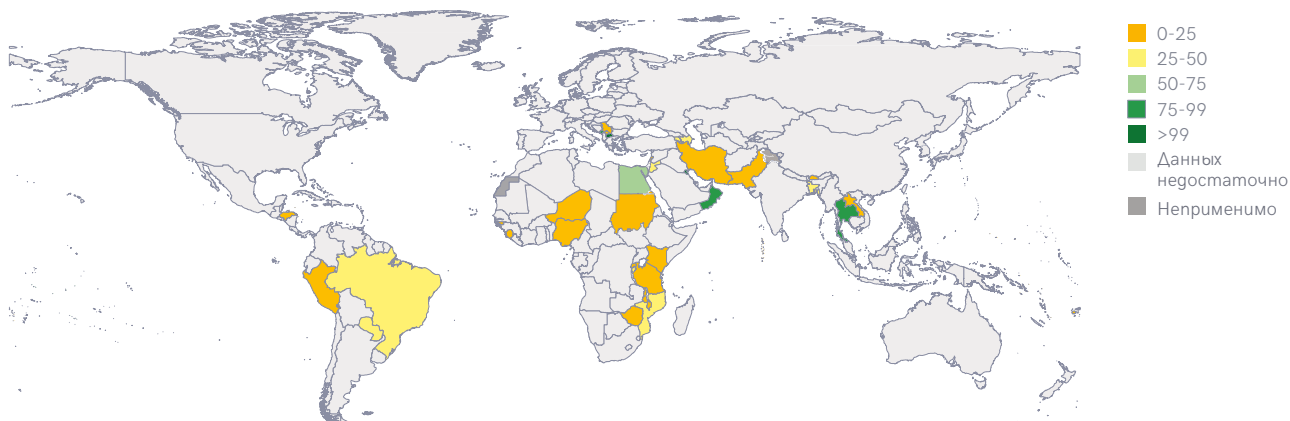 0-25
25-50
50-75
75-99
>99
Данных
недостаточно
Неприменимо